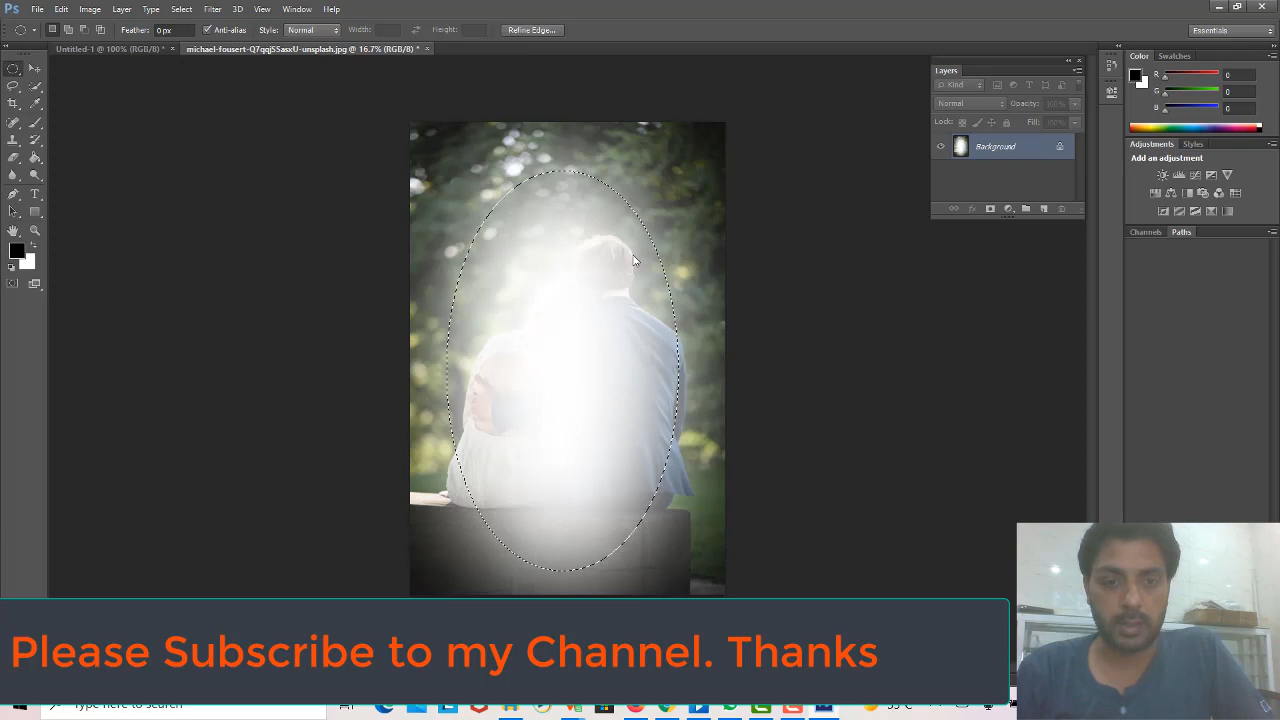 Ps File Edit Image Layer Type Select Filter 3D View Window Help
Feather: 0 px Anti-alias Style: Normal Width: Height: Refine Edge... Essentials
Untitled-1 @ 100% (RGB/8) * × michael-fousert-Q7qqj5SasxU-unsplash.jpg @ 16.7% (RGB/8) * ×
Color Swatches
R 0
G 0
B 0
Layers
Kind
Normal Opacity: 100%
Lock: Fill: 100%
Background
Adjustments Styles
Add an adjustment
Channels Paths
Please Subscribe to my Channel. Thanks
Type here to search